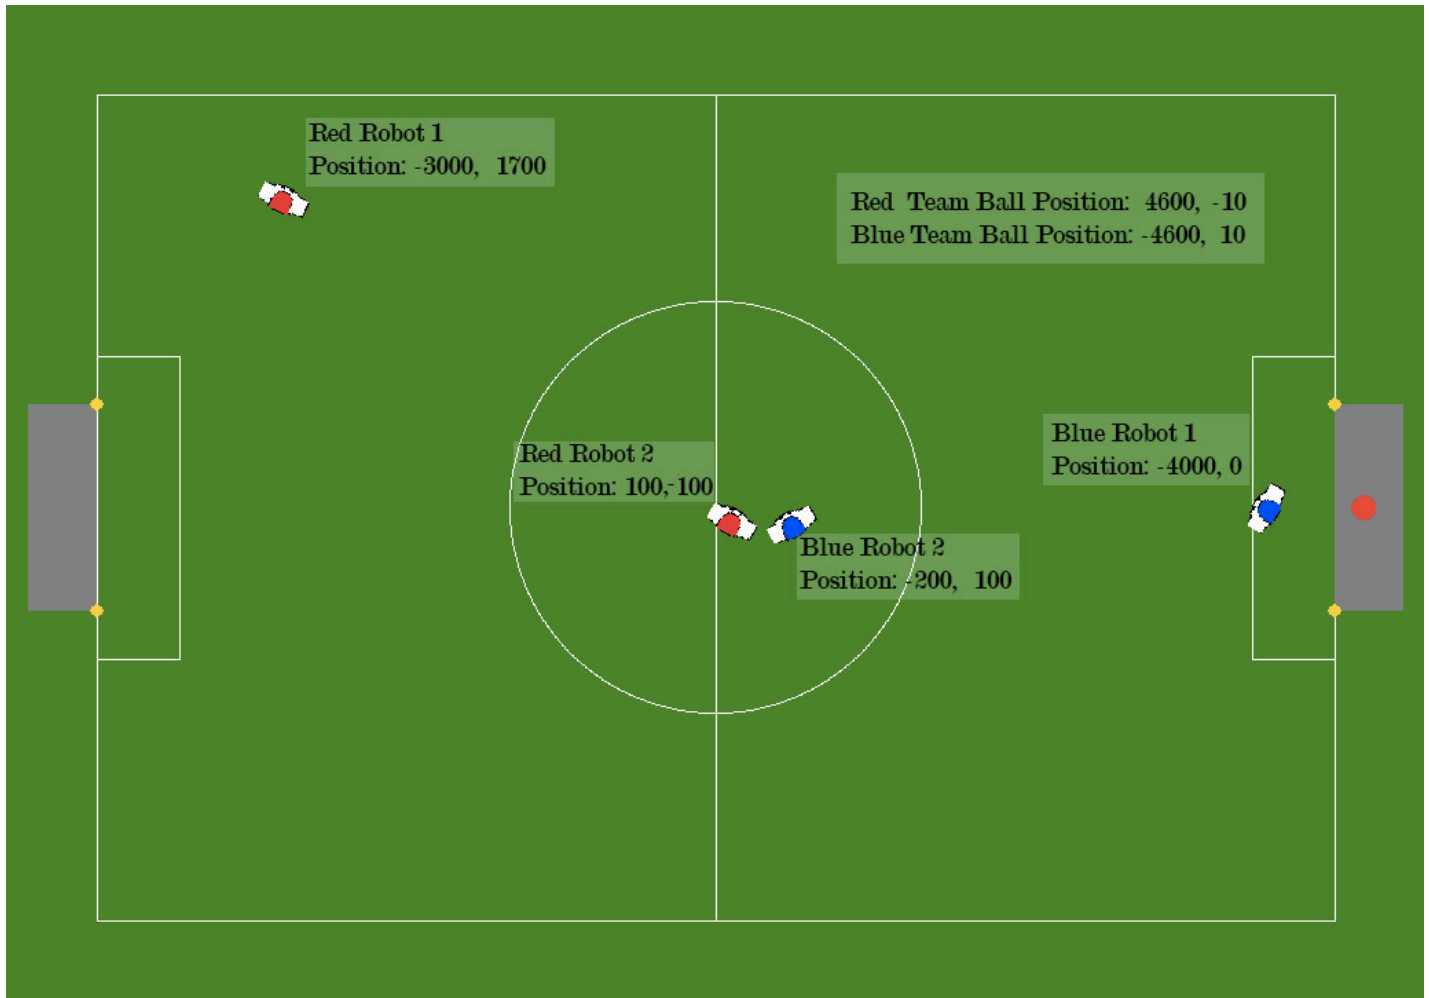 Red Robot 1
Position: -3000, 1700
Red Team Ball Position: 4600, -10
Blue Team Ball Position: -4600, 10
Red Robot 2
Position: 100,-100
Blue Robot 1
Position: -4000, 0
Blue Robot 2
Position: -200, 100